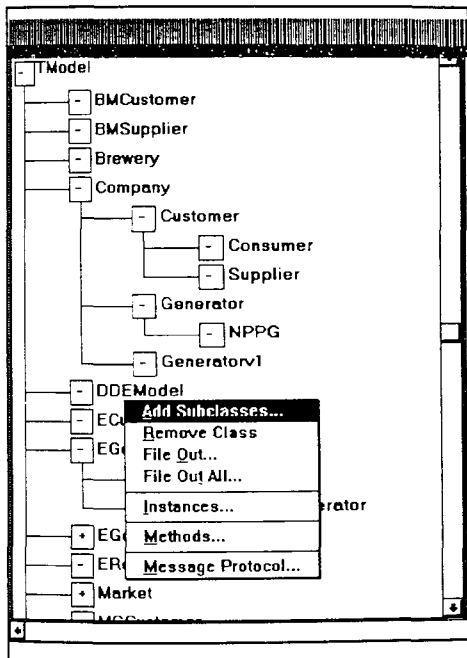 TModel
BMCustomer
BMSupplier
Brewery
Company
Customer
Consumer
Supplier
Generator
NPPG
Generatorv1
DDEModel
Add Subclasses...
Remove Class
File Out...
File Out All...
Instances...
Methods...
Message Protocol...
Market